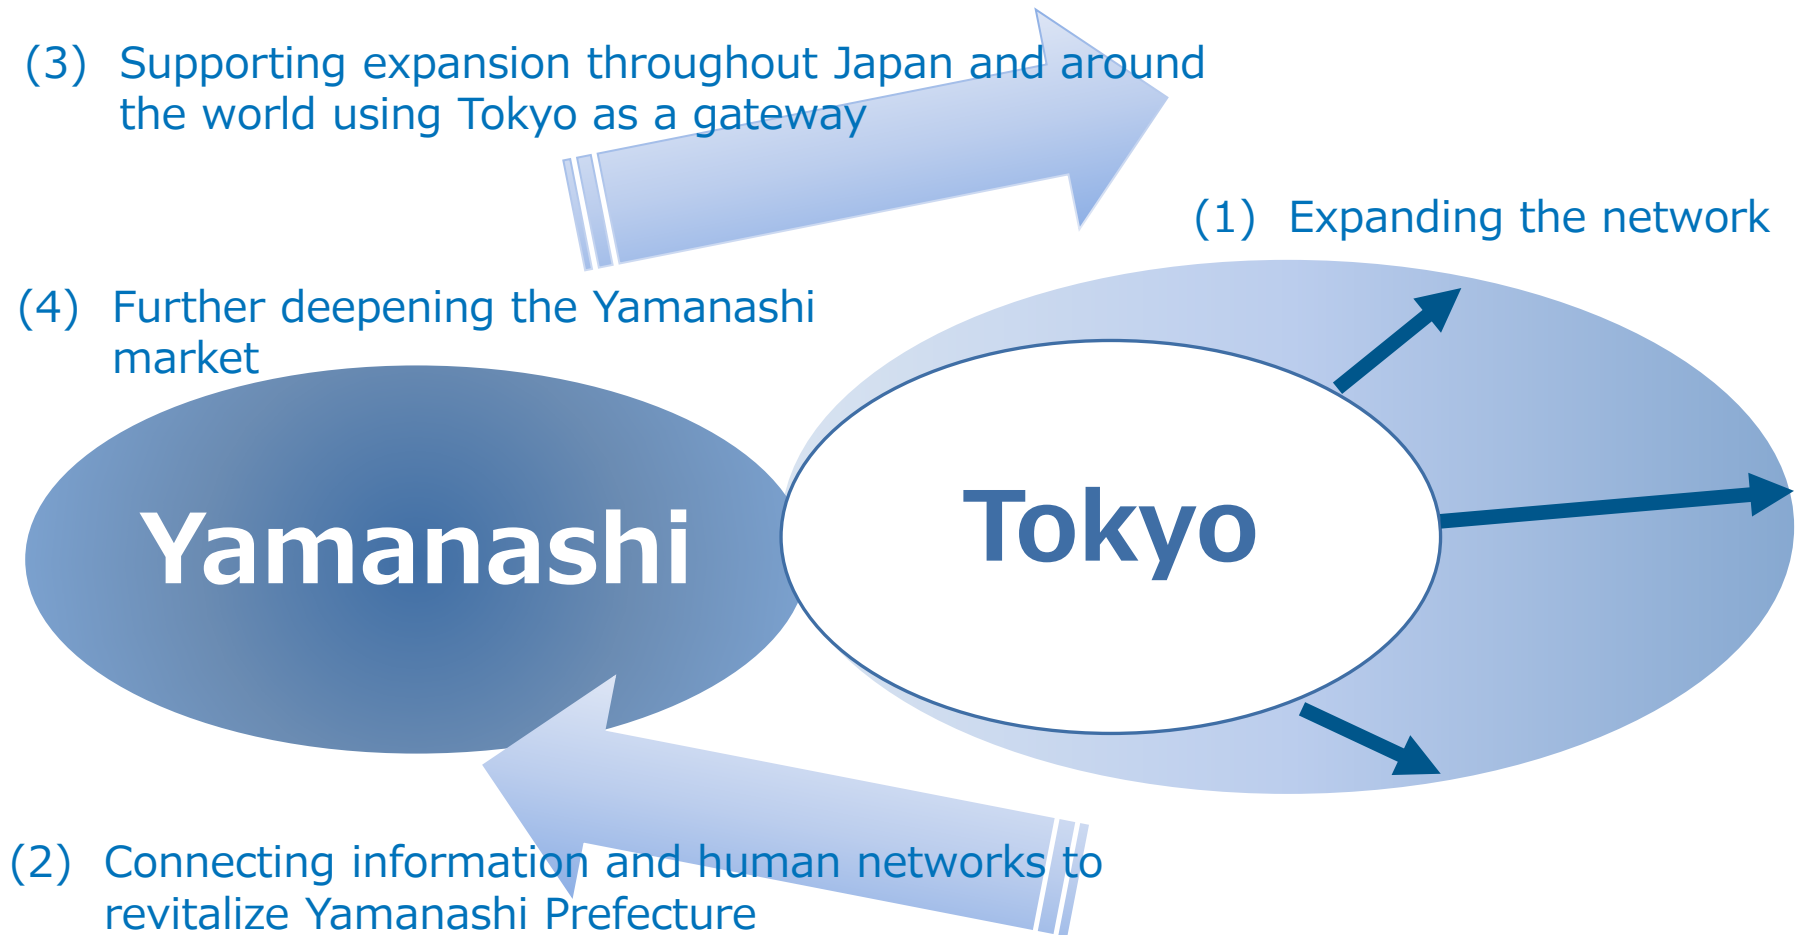 (3) Supporting expansion throughout Japan and around
the world using Tokyo as a gateway
(1) Expanding the network
(4) Further deepening the Yamanashi
market
Yamanashi
Tokyo
(2) Connecting information and human networks to
revitalize Yamanashi Prefecture